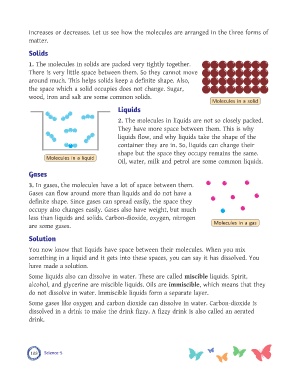 increases or decreases. Let us see how the molecules are arranged in the three forms of
matter.
Solids
1. The molecules in solids are packed very tightly together.
There is very little space between them. So they cannot move
around much. This helps solids keep a definite shape. Also,
the space which a solid occupies does not change. Sugar,
wood, iron and salt are some common solids.
Molecules in a solid
Liquids
2. The molecules in liquids are not so closely packed.
They have more space between them. This is why
liquids flow, and why liquids take the shape of the
container they are in. So, liquids can change their
shape but the space they occupy remains the same.
Oil, water, milk and petrol are some common liquids.
Molecules in a liquid
Gases
3. In gases, the molecules have a lot of space between them.
Gases can flow around more than liquids and do not have a
definite shape. Since gases can spread easily, the space they
occupy also changes easily. Gases also have weight, but much
less than liquids and solids. Carbon-dioxide, oxygen, nitrogen
are some gases.
Molecules in a gas
Solution
You now know that liquids have space between their molecules. When you mix
something in a liquid and it gets into these spaces, you can say it has dissolved. You
have made a solution.
Some liquids also can dissolve in water. These are called miscible liquids. Spirit,
alcohol, and glycerine are miscible liquids. Oils are immiscible, which means that they
do not dissolve in water. Immiscible liquids form a separate layer.
Some gases like oxygen and carbon dioxide can dissolve in water. Carbon-dioxide is
dissolved in a drink to make the drink fizzy. A fizzy drink is also called an aerated
drink.
Science-5